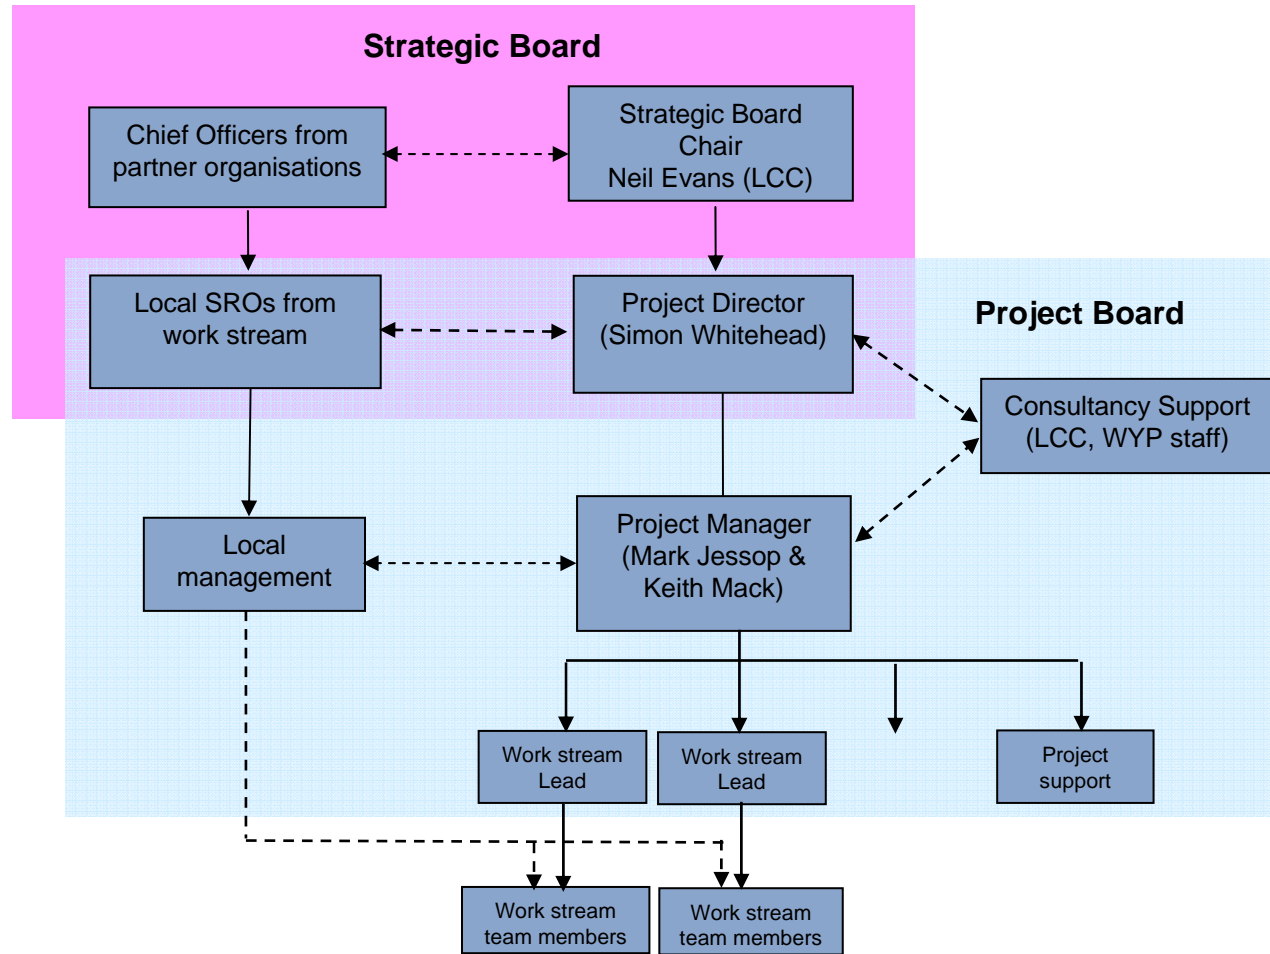 Strategic Board
Chief Officers from
partner organisations
Strategic Board
Chair
Neil Evans (LCC)
Local SROs from
work stream
Project Director
(Simon Whitehead)
Project Board
Consultancy Support
(LCC, WYP staff)
Local
management
Project Manager
(Mark Jessop &
Keith Mack)
Work stream
Lead
Work stream
Lead
Project
support
Work stream
team members
Work stream
team members